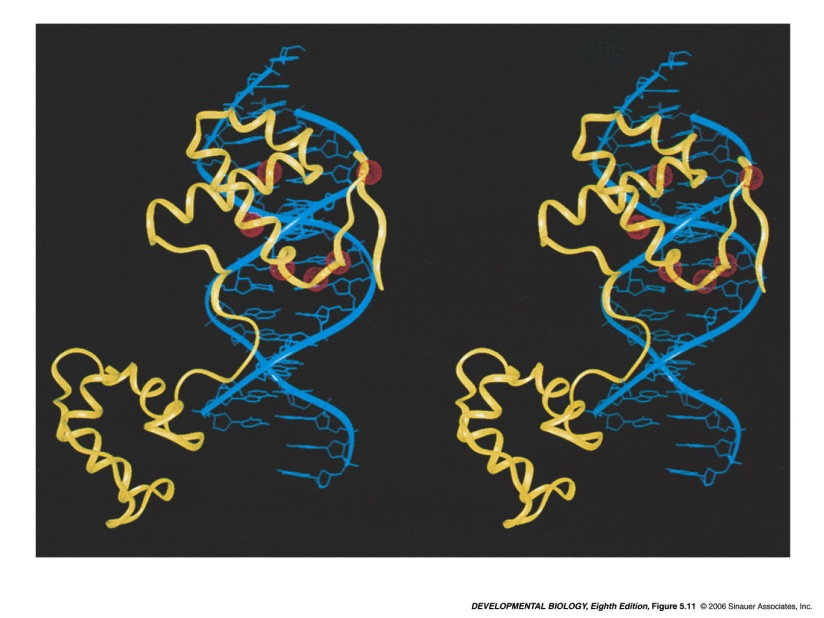 DEVELOPMENTAL BIOLOGY, Eighth Edition, Figure 5.11 © 2006 Sinauer Associates, Inc.